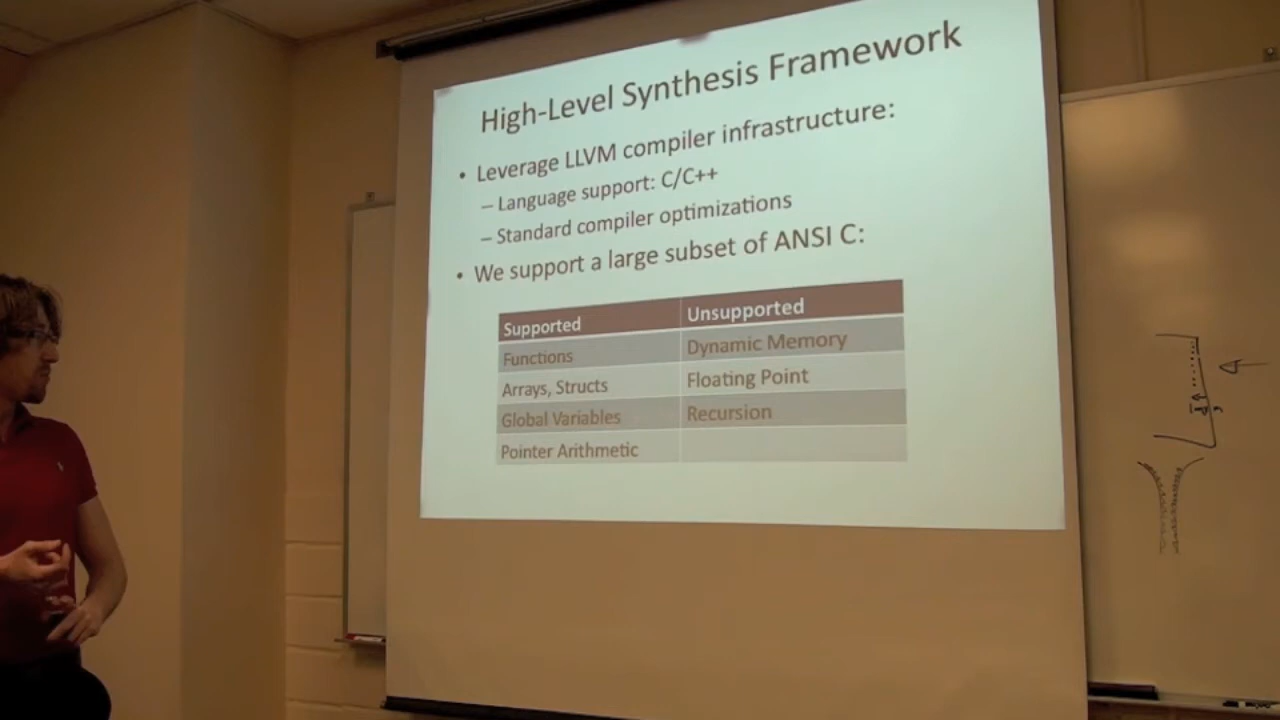 High-Level Synthesis Framework
• Leverage LLVM compiler infrastructure:
– Language support: C/C++
– Standard compiler optimizations
• We support a large subset of ANSI C:
Supported Unsupported
Functions Dynamic Memory
Arrays, Structs Floating Point
Global Variables Recursion
Pointer Arithmetic